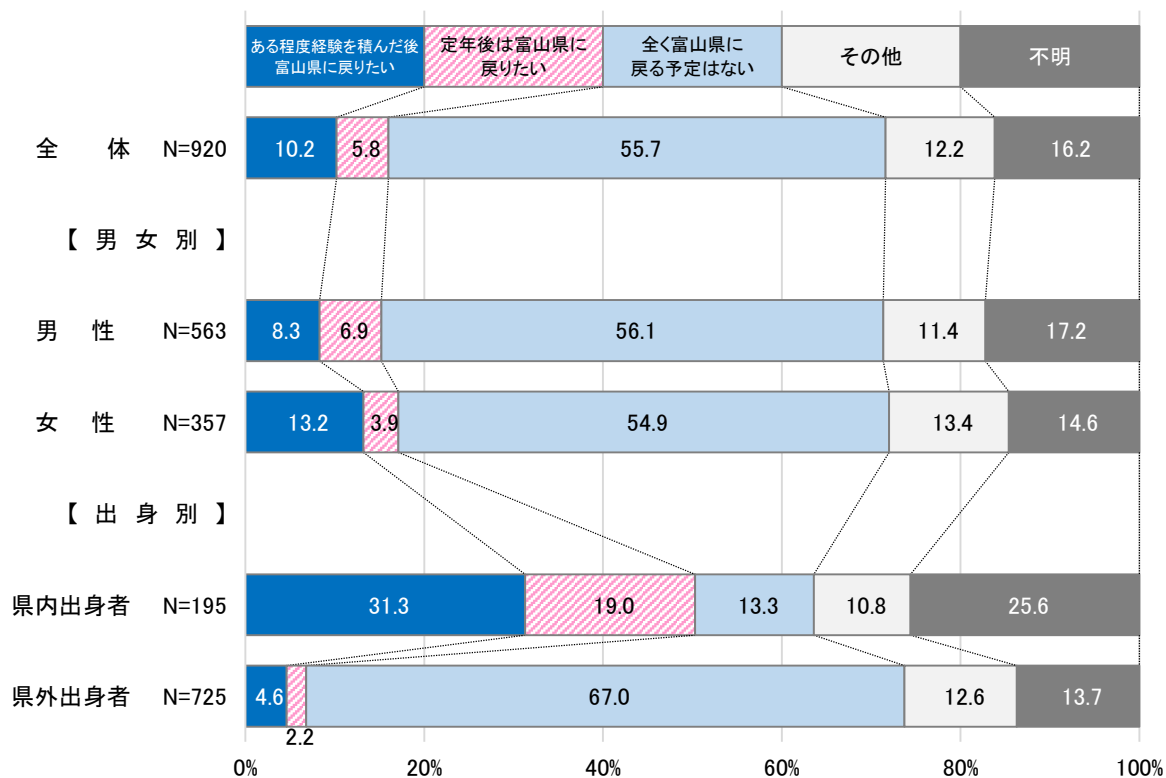 ある程度経験を積んだ後
富山県に戻りたい
定年後は富山県に
戻りたい
全く富山県に
戻る予定はない
その他
不明
全 体 N=920
10.2
5.8
55.7
12.2
16.2
【 男 女 別 】
男 性 N=563
8.3
6.9
56.1
11.4
17.2
女 性 N=357
13.2
3.9
54.9
13.4
14.6
【 出 身 別 】
県内出身者 N=195
31.3
19.0
13.3
10.8
25.6
県外出身者 N=725
4.6
2.2
67.0
12.6
13.7
0%
20%
40%
60%
80%
100%